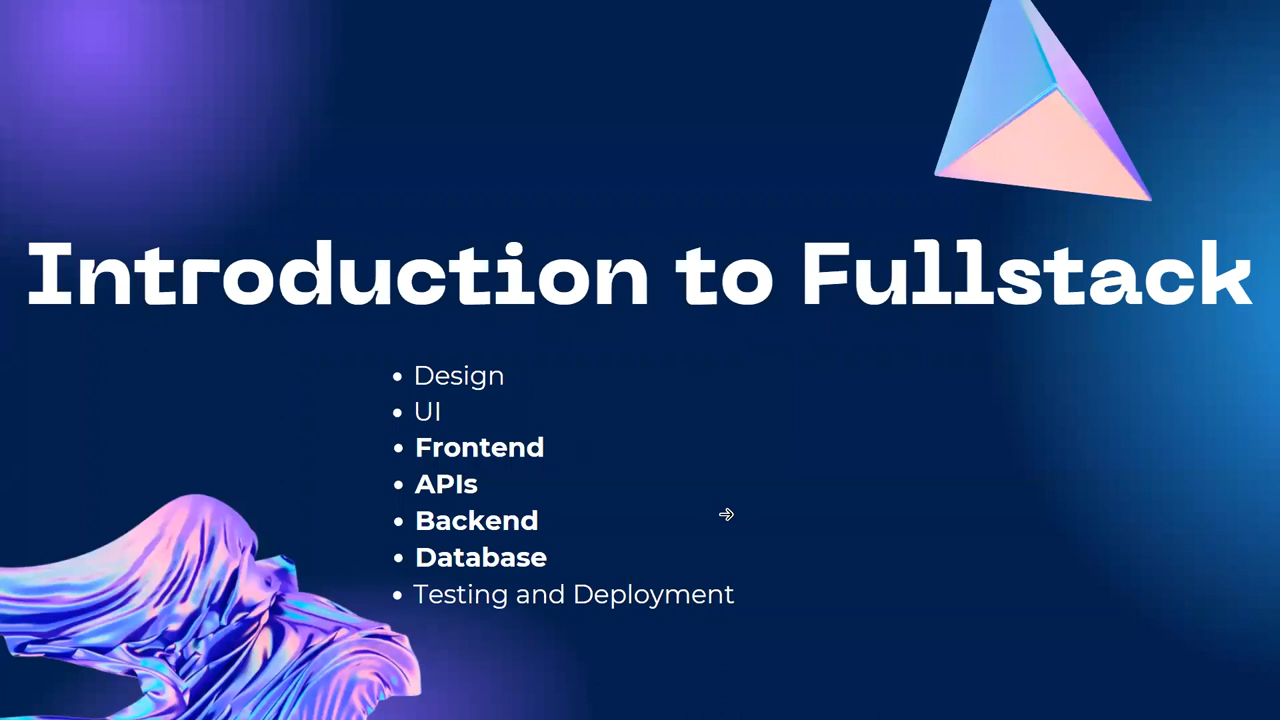 Introduction to Fullstack
• Design
• UI
• Frontend
• APIs
• Backend
• Database
• Testing and Deployment